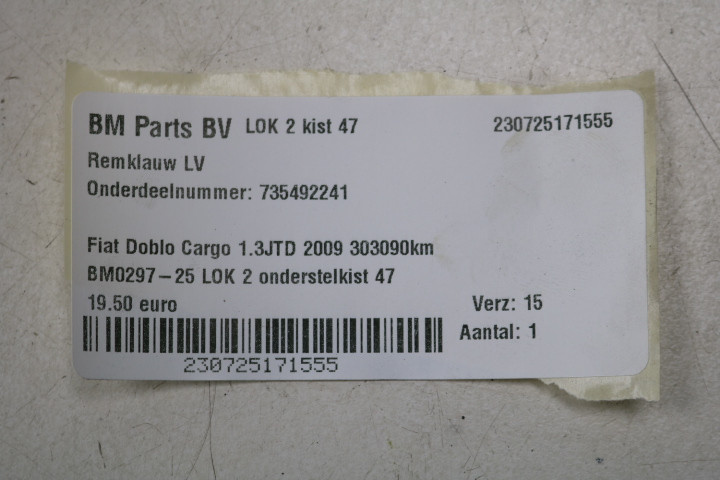 BM Parts BV LOK 2 kist 47 230725171555
Remklauw LV
Onderdeelnummer: 735492241
Fiat Doblo Cargo 1.3JTD 2009 303090km
BM0297-25 LOK 2 onderstelkist 47
19.50 euro Verz: 15
Aantal: 1
230725171555